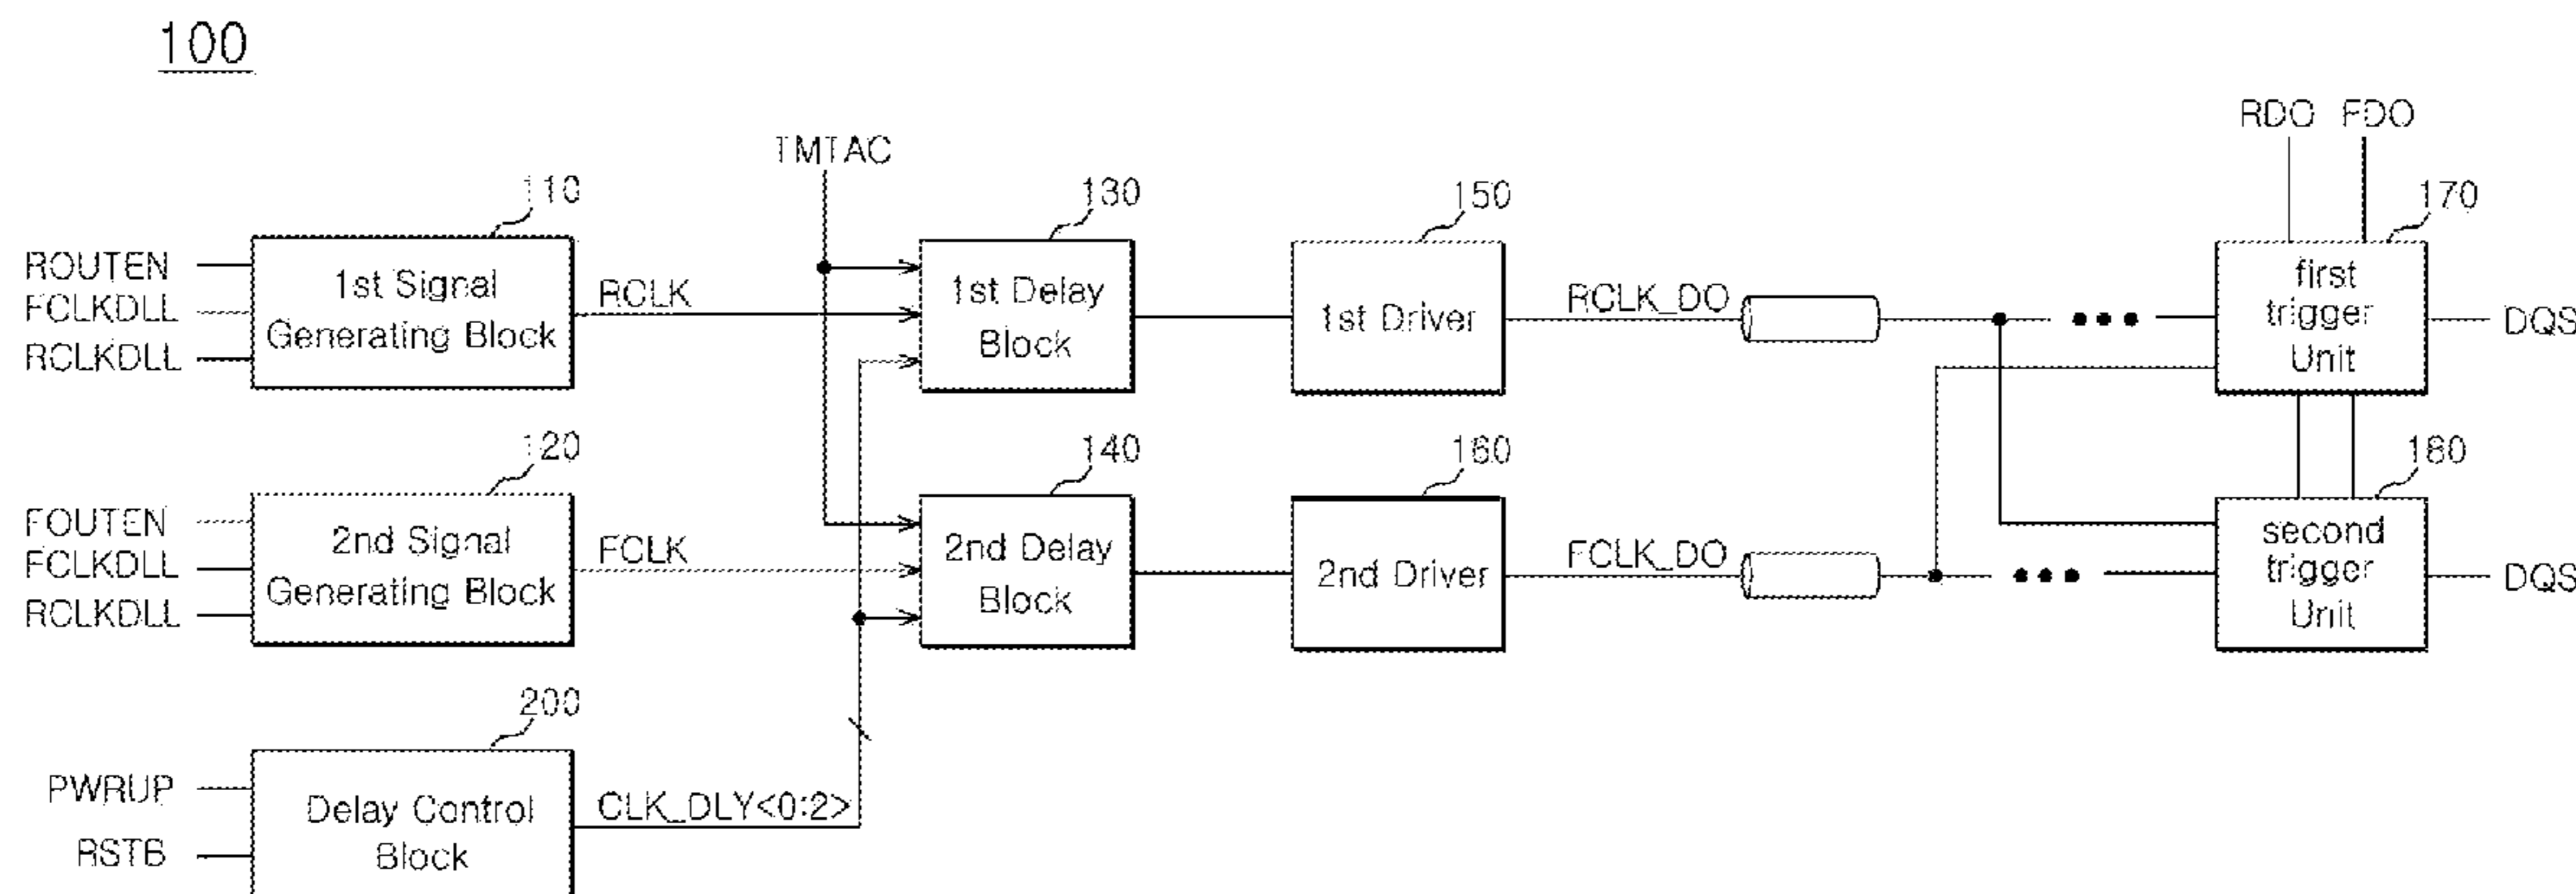 100
RDO FDO
TMTAC
110
130
150
170
ROUTEN
FCLKDLL
RCLKDLL
1st Signal
Generating Block
RCLK
1st Delay
Block
1st Driver
RCLK_DO
first
trigger
Unit
DQS
120
140
160
180
FOUTEN
FCLKDLL
RCLKDLL
2nd Signal
Generating Block
FCLK
2nd Delay
Block
2nd Driver
FCLK_DO
second
trigger
Unit
DQS
200
PWRUP
RSTB
Delay Control
Block
CLK_DLY<0:2>